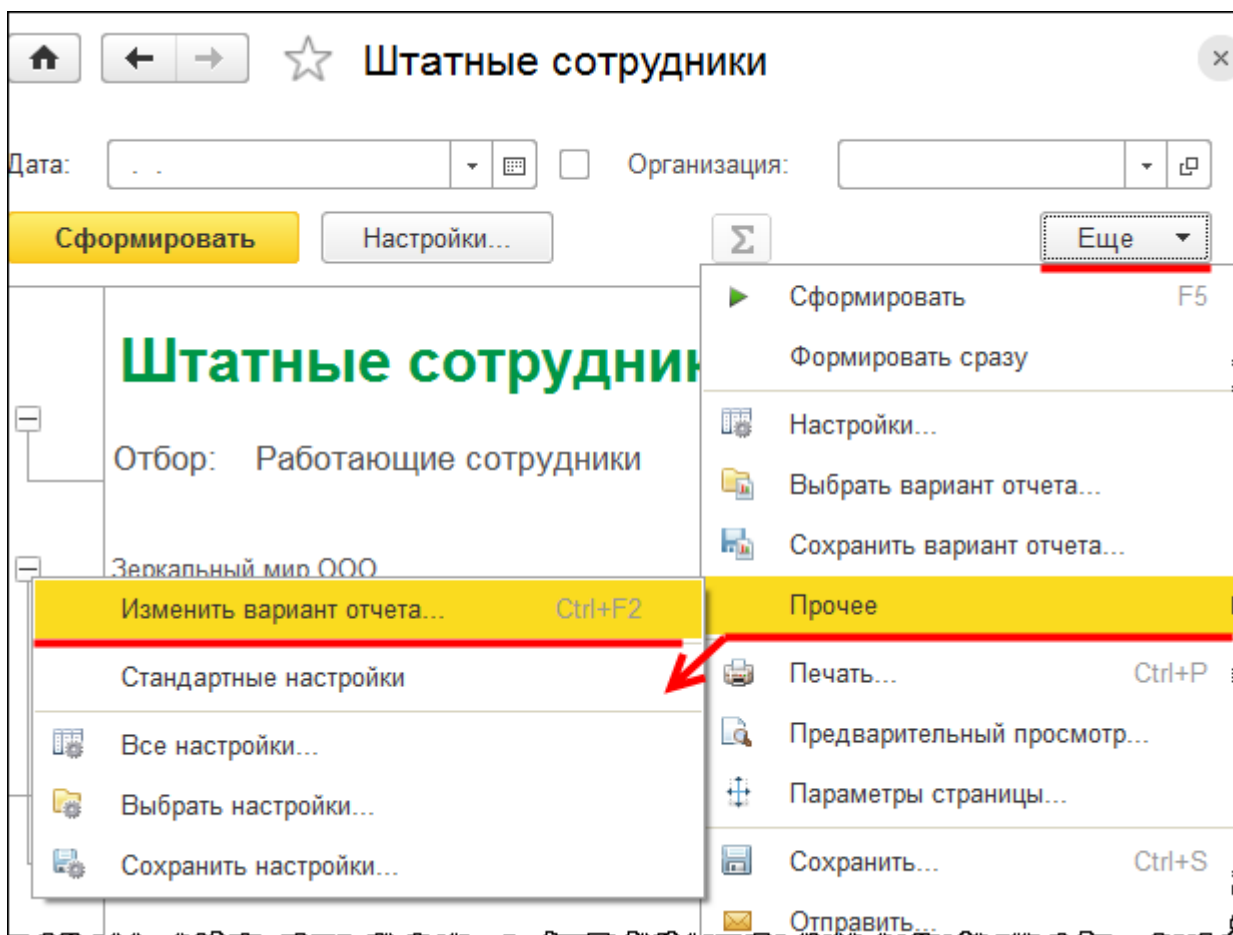 Штатные сотрудники
Дата: . . Организация:
Сформировать Настройки... Σ Еще
Сформировать F5
Формировать сразу
Штатные сотрудник
Настройки...
Отбор: Работающие сотрудники
Выбрать вариант отчета...
Сохранить вариант отчета...
Зеркальный мир ООО
Прочее
Изменить вариант отчета... Ctrl+F2
Печать... Ctrl+P
Стандартные настройки
Предварительный просмотр...
Все настройки...
Параметры страницы...
Выбрать настройки...
Сохранить... Ctrl+S
Сохранить настройки...
Отправить...